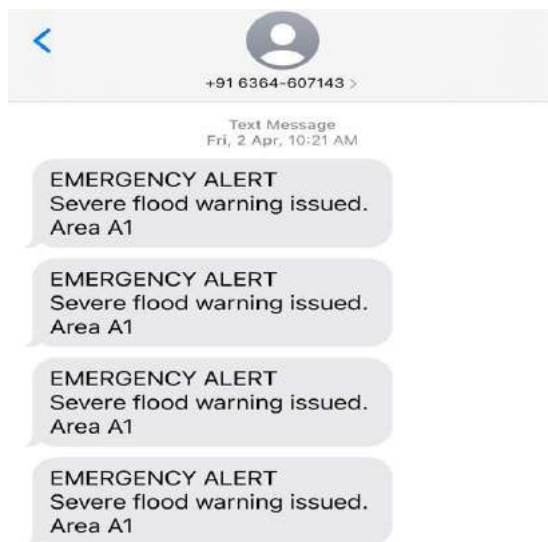 +91 6364-607143 >
Text Message
Fri, 2 Apr, 10:21 AM
EMERGENCY ALERT
Severe flood warning issued.
Area A1
EMERGENCY ALERT
Severe flood warning issued.
Area A1
EMERGENCY ALERT
Severe flood warning issued.
Area A1
EMERGENCY ALERT
Severe flood warning issued.
Area A1